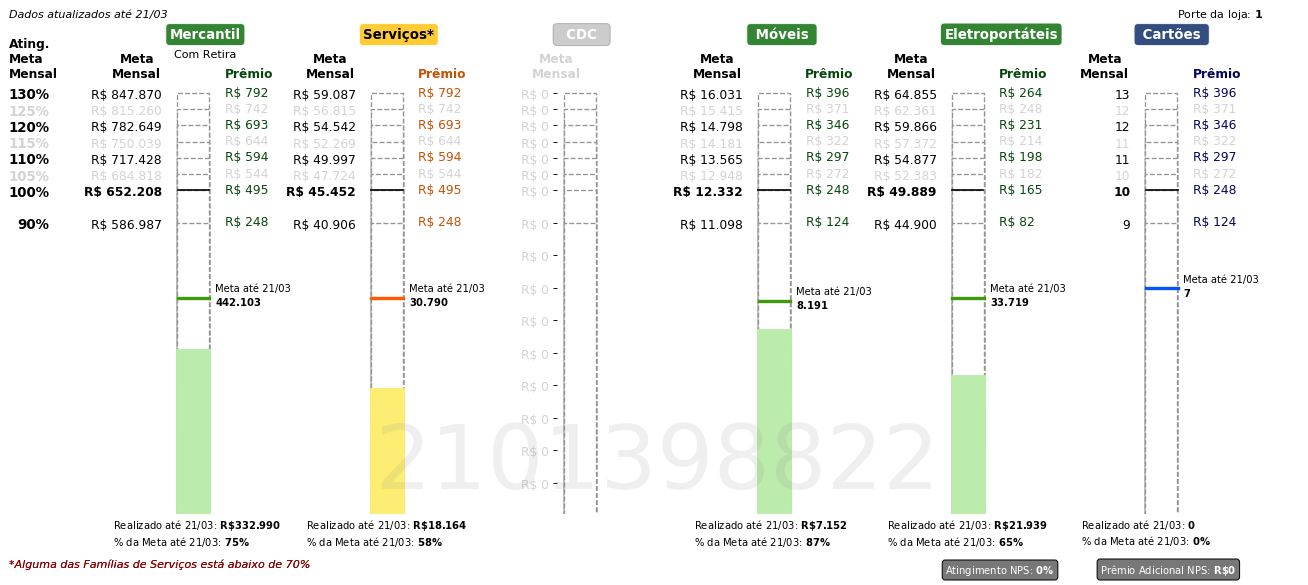 Dados atualizados até 21/03
Porte da loja: 1
Mercantil Serviços* CDC Móveis Eletroportáteis Cartões
Com Retira
Ating. Meta Mensal
Meta Mensal Prêmio Meta Mensal Prêmio Meta Mensal Meta Mensal Prêmio Meta Mensal Prêmio Meta Mensal Prêmio
130% R$ 847.870 R$ 792 R$ 59.087 R$ 792 R$ 0 R$ 16.031 R$ 396 R$ 64.855 R$ 264 13 R$ 396
125% R$ 815.260 R$ 742 R$ 56.815 R$ 742 R$ 0 R$ 15.415 R$ 371 R$ 62.361 R$ 248 12 R$ 371
120% R$ 782.649 R$ 693 R$ 54.542 R$ 693 R$ 0 R$ 14.798 R$ 346 R$ 59.866 R$ 231 12 R$ 346
115% R$ 750.039 R$ 644 R$ 52.269 R$ 644 R$ 0 R$ 14.181 R$ 322 R$ 57.372 R$ 214 11 R$ 322
110% R$ 717.428 R$ 594 R$ 49.997 R$ 594 R$ 0 R$ 13.565 R$ 297 R$ 54.877 R$ 198 11 R$ 297
105% R$ 684.818 R$ 544 R$ 47.724 R$ 544 R$ 0 R$ 12.948 R$ 272 R$ 52.383 R$ 182 10 R$ 272
100% R$ 652.208 R$ 495 R$ 45.452 R$ 495 R$ 0 R$ 12.332 R$ 248 R$ 49.889 R$ 165 10 R$ 248
90% R$ 586.987 R$ 248 R$ 40.906 R$ 248 R$ 0 R$ 11.098 R$ 124 R$ 44.900 R$ 82 9 R$ 124
R$ 0
R$ 0
R$ 0
R$ 0
R$ 0
R$ 0
R$ 0
R$ 0
Meta até 21/03 Meta até 21/03 Meta até 21/03 Meta até 21/03 Meta até 21/03
442.103 30.790 8.191 33.719 7
2101398822
Realizado até 21/03: R$332.990 Realizado até 21/03: R$18.164 Realizado até 21/03: R$7.152 Realizado até 21/03: R$21.939 Realizado até 21/03: 0
% da Meta até 21/03: 75% % da Meta até 21/03: 58% % da Meta até 21/03: 87% % da Meta até 21/03: 65% % da Meta até 21/03: 0%
*Alguma das Famílias de Serviços está abaixo de 70%
Atingimento NPS: 0% Prêmio Adicional NPS: R$0